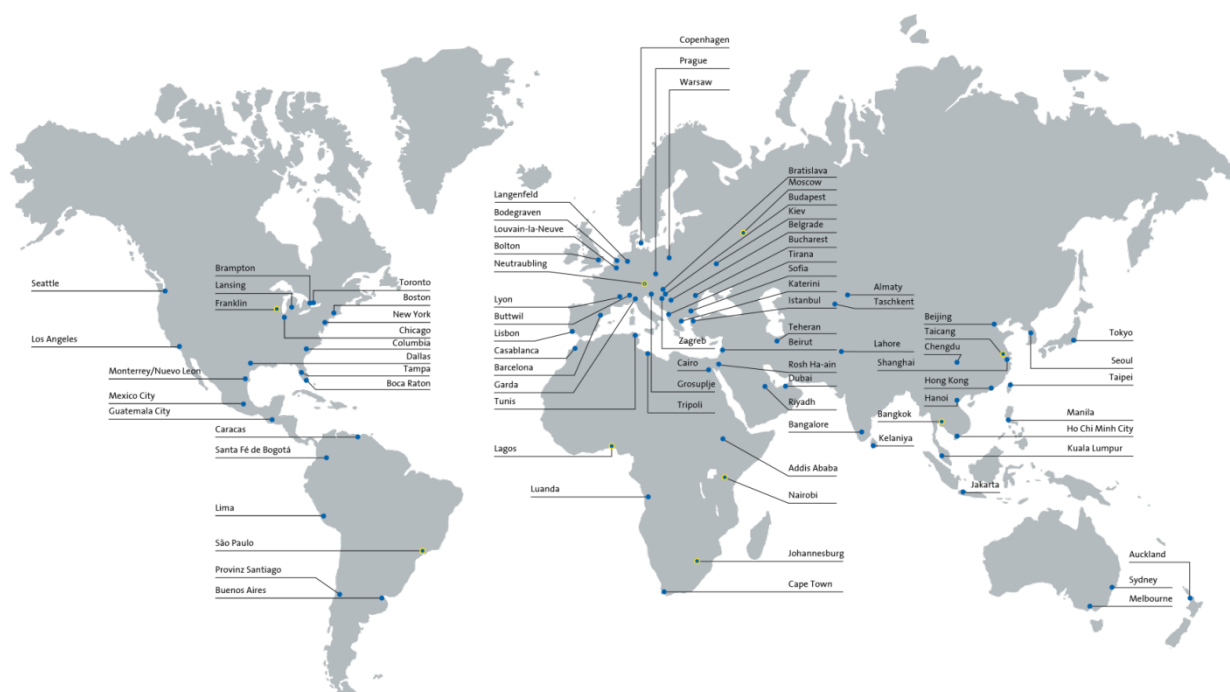 Copenhagen
Prague
Warsaw
Bratislava
Moscow
Budapest
Kiev
Belgrade
Bucharest
Tirana
Sofia
Katerini
Istanbul
Langenfeld
Bodegraven
Louvain-la-Neuve
Bolton
Neutraubling
Lyon
Buttwil
Lisbon
Casablanca
Barcelona
Garda
Tunis
Zagreb
Cairo
Grosuplje
Tripoli
Teheran
Beirut
Rosh Ha-ain
Dubai
Riyadh
Almaty
Taschkent
Lahore
Bangalore
Kelaniya
Beijing
Taicang
Chengdu
Shanghai
Hong Kong
Hanoi
Bangkok
Tokyo
Seoul
Taipei
Manila
Ho Chi Minh City
Kuala Lumpur
Jakarta
Seattle
Los Angeles
Brampton
Lansing
Franklin
Toronto
Boston
New York
Chicago
Columbia
Dallas
Tampa
Boca Raton
Monterrey/Nuevo Leon
Mexico City
Guatemala City
Caracas
Santa Fé de Bogotá
Lima
São Paulo
Provinz Santiago
Buenos Aires
Lagos
Luanda
Addis Ababa
Nairobi
Johannesburg
Cape Town
Auckland
Sydney
Melbourne